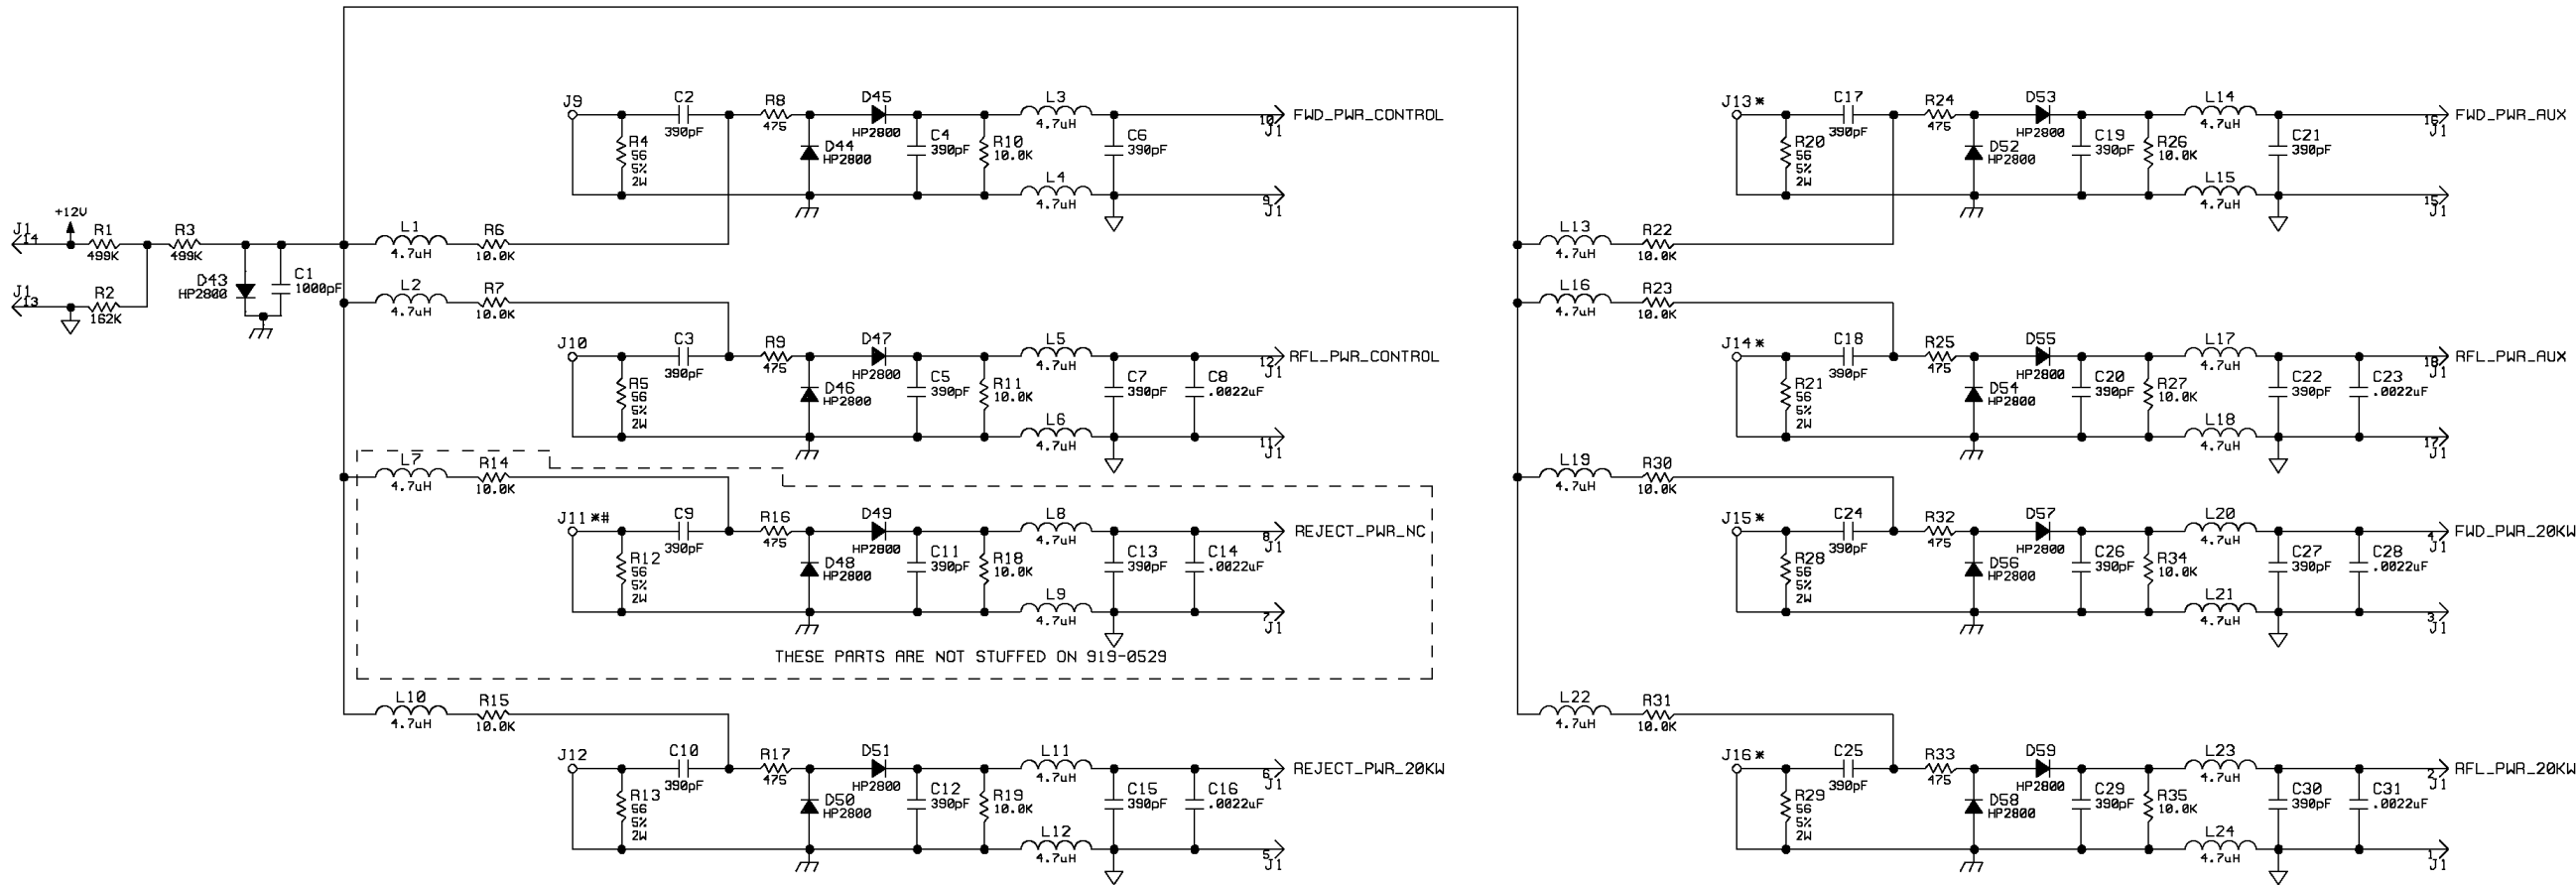 J1
14
+12V
R1
499K
R3
499K
J1
13
R2
162K
D43
HP2800
C1
1000pF
L1
4.7uH
R6
10.0K
L2
4.7uH
R7
10.0K
J9
R4
56
5%
2W
C2
390pF
R8
475
D44
HP2800
D45
HP2800
C4
390pF
R10
10.0K
L3
4.7uH
L4
4.7uH
C6
390pF
10
J1
FWD_PWR_CONTROL
9
J1
J10
R5
56
5%
2W
C3
390pF
R9
475
D46
HP2800
D47
HP2800
C5
390pF
R11
10.0K
L5
4.7uH
L6
4.7uH
C7
390pF
C8
.0022uF
12
J1
RFL_PWR_CONTROL
11
J1
L7
4.7uH
R14
10.0K
J11*#
R12
56
5%
2W
C9
390pF
R16
475
D48
HP2800
D49
HP2800
C11
390pF
R18
10.0K
L8
4.7uH
L9
4.7uH
C13
390pF
C14
.0022uF
8
J1
REJECT_PWR_NC
7
J1
THESE PARTS ARE NOT STUFFED ON 919-0529
L10
4.7uH
R15
10.0K
J12
R13
56
5%
2W
C10
390pF
R17
475
D50
HP2800
D51
HP2800
C12
390pF
R19
10.0K
L11
4.7uH
L12
4.7uH
C15
390pF
C16
.0022uF
6
J1
REJECT_PWR_20KW
5
J1
J13*
R20
56
5%
2W
C17
390pF
R24
475
D52
HP2800
D53
HP2800
C19
390pF
R26
10.0K
L14
4.7uH
L15
4.7uH
C21
390pF
16
J1
FWD_PWR_AUX
15
J1
L13
4.7uH
R22
10.0K
L16
4.7uH
R23
10.0K
J14*
R21
56
5%
2W
C18
390pF
R25
475
D54
HP2800
D55
HP2800
C20
390pF
R27
10.0K
L17
4.7uH
L18
4.7uH
C22
390pF
C23
.0022uF
18
J1
RFL_PWR_AUX
17
J1
L19
4.7uH
R30
10.0K
J15*
R28
56
5%
2W
C24
390pF
R32
475
D56
HP2800
D57
HP2800
C26
390pF
R34
10.0K
L20
4.7uH
L21
4.7uH
C27
390pF
C28
.0022uF
4
J1
FWD_PWR_20KW
3
J1
L22
4.7uH
R31
10.0K
J16*
R29
56
5%
2W
C25
390pF
R33
475
D58
HP2800
D59
HP2800
C29
390pF
R35
10.0K
L23
4.7uH
L24
4.7uH
C30
390pF
C31
.0022uF
2
J1
RFL_PWR_20KW
1
J1